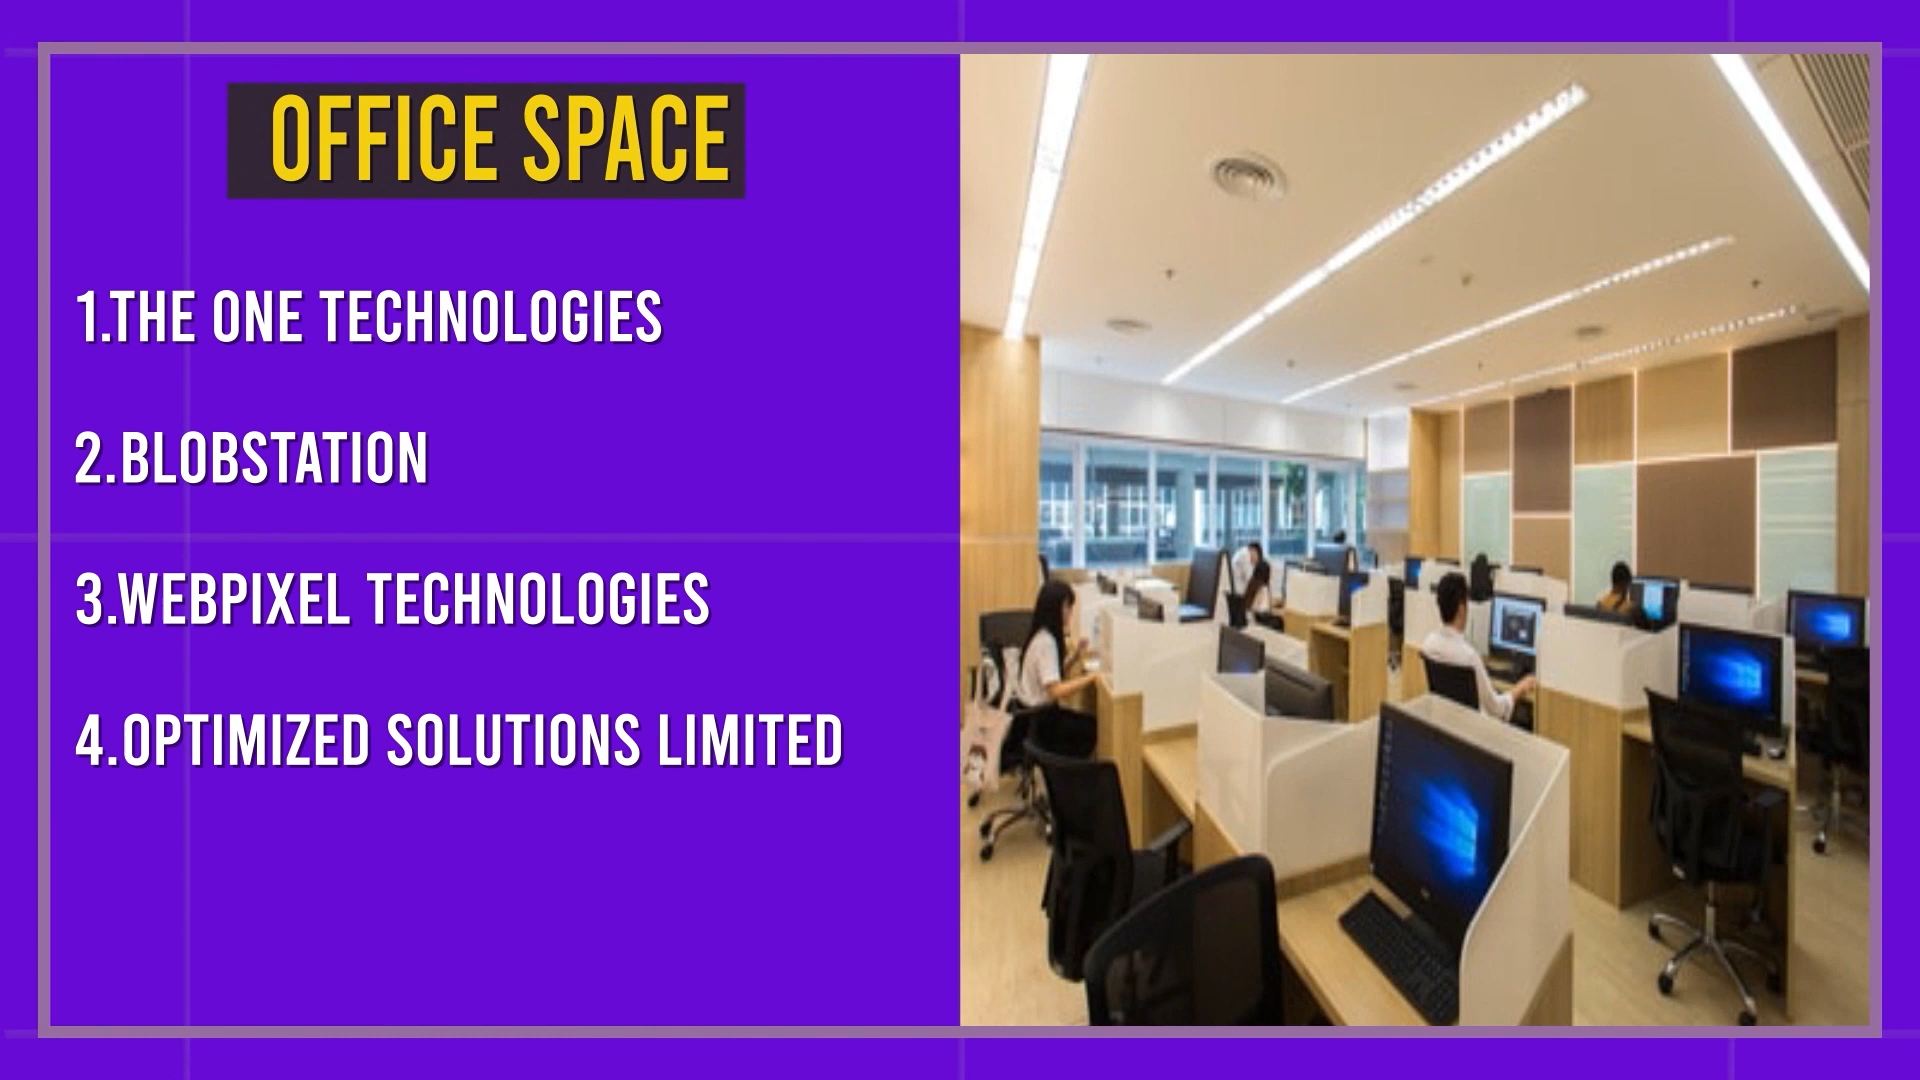 OFFICE SPACE
1.THE ONE TECHNOLOGIES
2.BLOBSTATION
3.WEBPIXEL TECHNOLOGIES
4.OPTIMIZED SOLUTIONS LIMITED